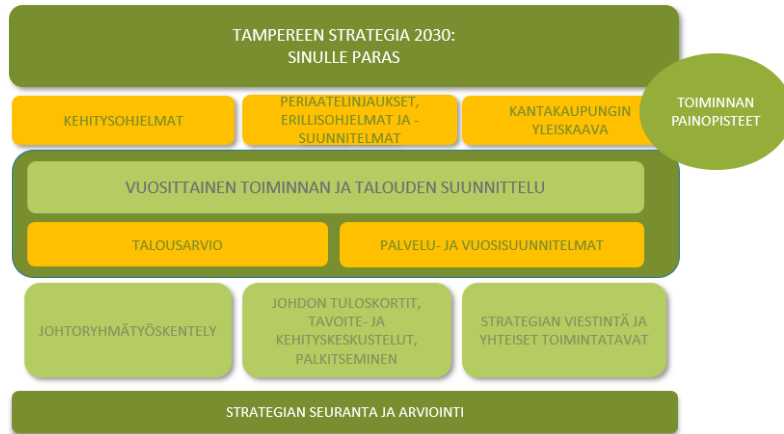 TAMPEREEN STRATEGIA 2030:
SINULLE PARAS
TOIMINNAN
PAINOPISTEET
KEHITYSOHJELMAT
PERIAATELINJAUKSET,
ERILLISOHJELMAT JA -
SUUNNITELMAT
KANTAKAUPUNGIN
YLEISKAAVA
VUOSITTAINEN TOIMINNAN JA TALOUDEN SUUNNITTELU
TALOUSARVIO
PALVELU- JA VUOSISUUNNITELMAT
JOHTORYHMÄTYÖSKENTELY
JOHDON TULOSKORTIT,
TAVOITE- JA
KEHITYSKESKUSTELUT,
PALKITSEMINEN
STRATEGIAN VIESTINTÄ JA
YHTEISET TOIMINTATAVAT
STRATEGIAN SEURANTA JA ARVIOINTI